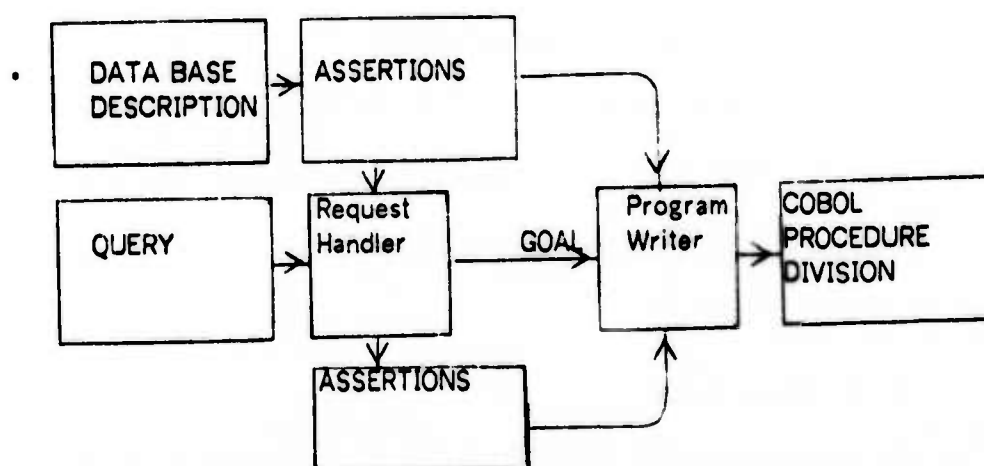 DATA BASE
DESCRIPTION
ASSERTIONS
QUERY
Request
Handler
GOAL
Program
Writer
COBOL
PROCEDURE
DIVISION
ASSERTIONS